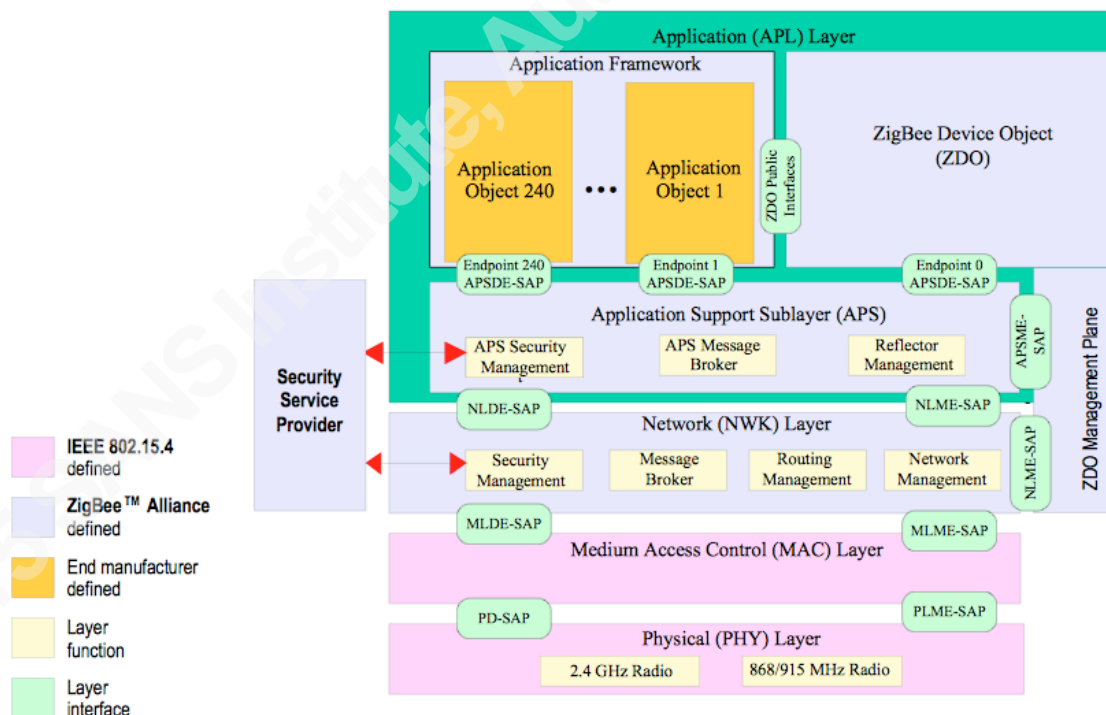 Application (APL) Layer
Application Framework
Application
Object 240
•••
Application
Object 1
ZDO Public
Interfaces
ZigBee Device Object
(ZDO)
Endpoint 240
APSDE-SAP
Endpoint 1
APSDE-SAP
Endpoint 0
APSDE-SAP
Application Support Sublayer (APS)
APS Security
Management
APS Message
Broker
Reflector
Management
APSME-
SAP
Security
Service
Provider
NLDE-SAP
NLME-SAP
Network (NWK) Layer
Security
Management
Message
Broker
Routing
Management
Network
Management
NLME-SAP
ZDO Management Plane
MLDE-SAP
MLME-SAP
Medium Access Control (MAC) Layer
PD-SAP
PLME-SAP
Physical (PHY) Layer
2.4 GHz Radio
868/915 MHz Radio
IEEE 802.15.4
defined
ZigBee™ Alliance
defined
End manufacturer
defined
Layer
function
Layer
interface
SANS Institute, Au